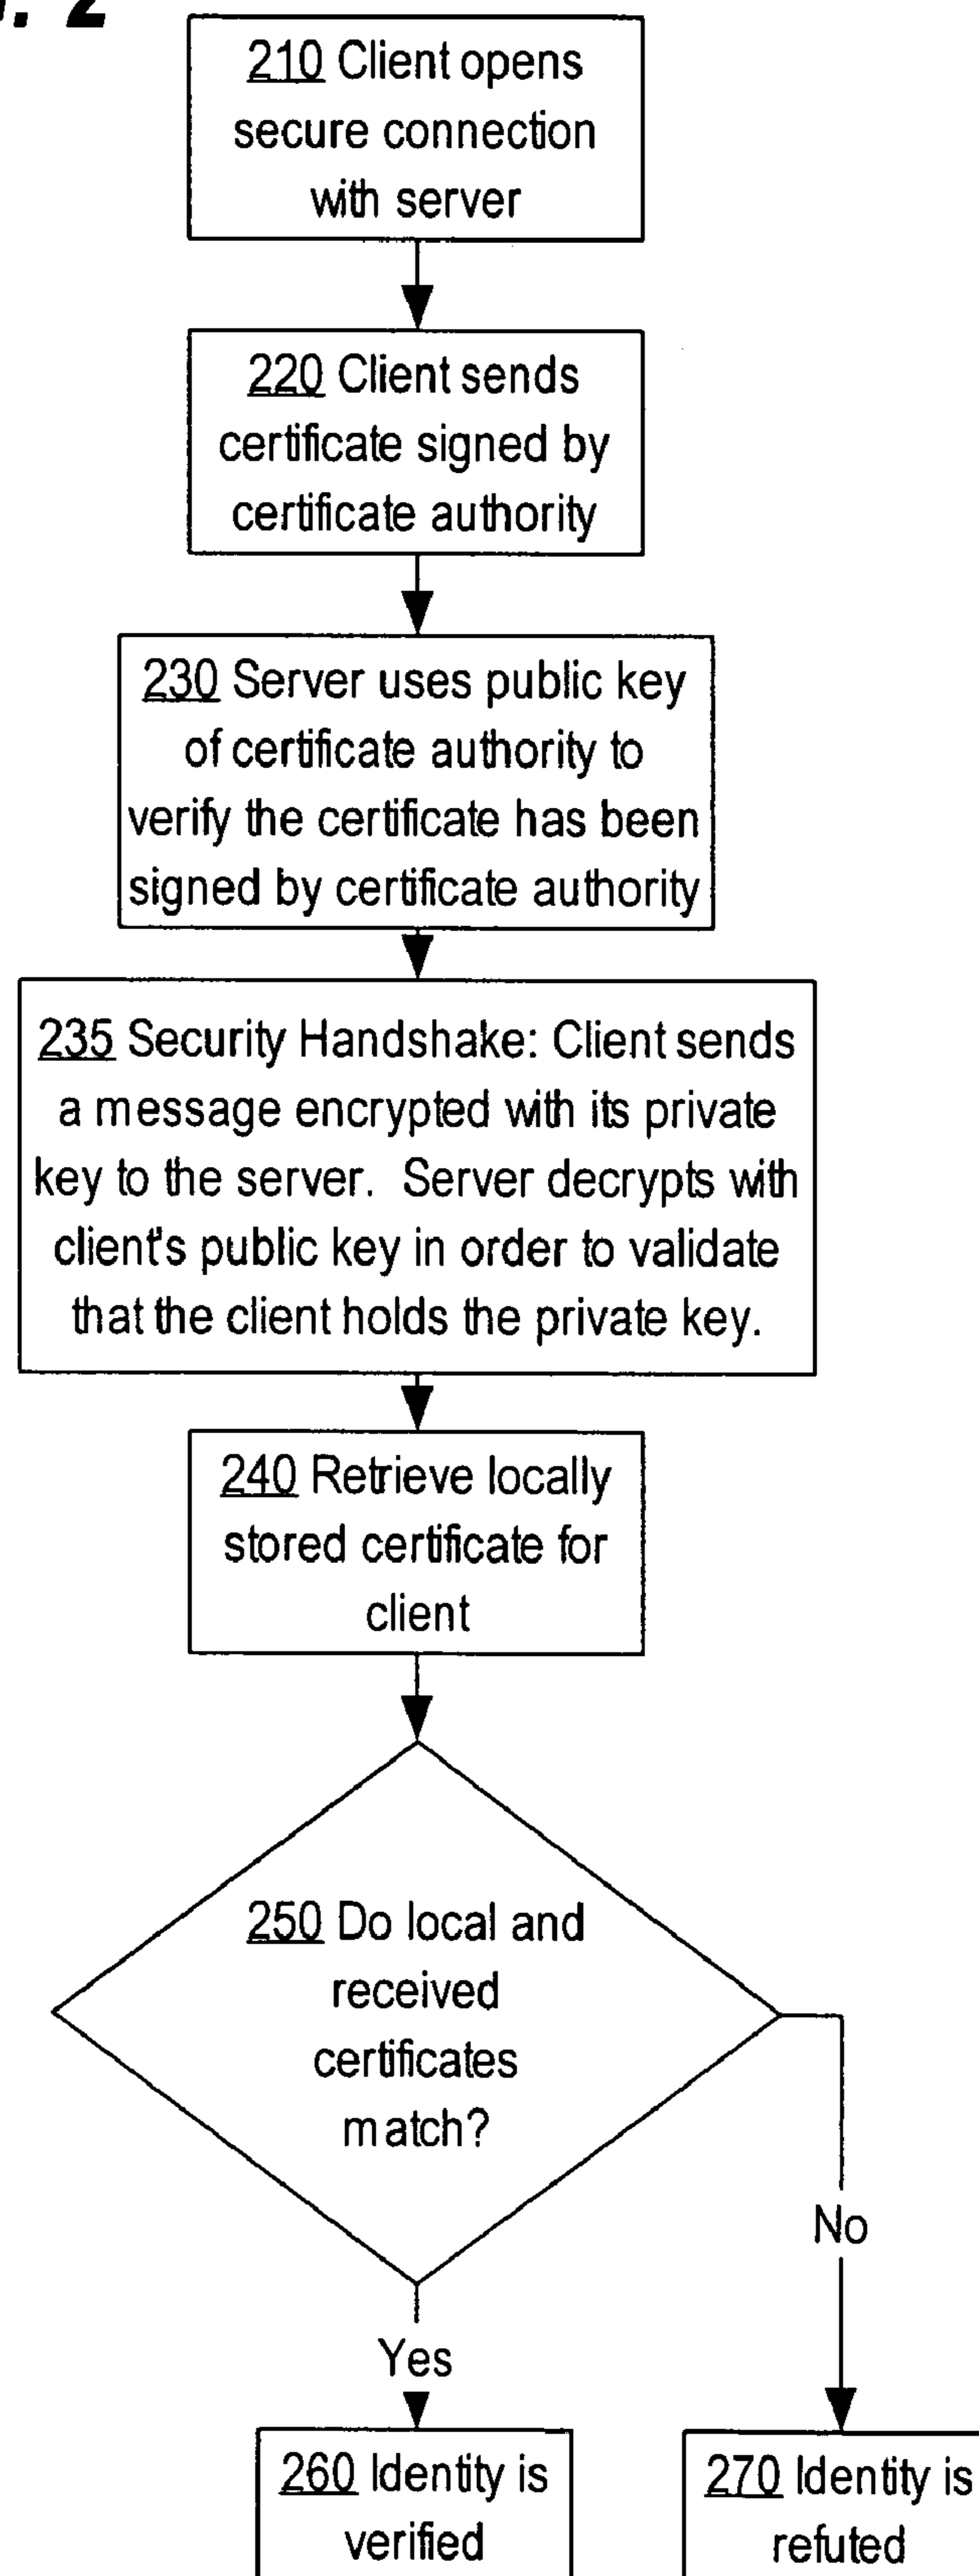 . 2
210 Client opens
secure connection
with server
220 Client sends
certificate signed by
certificate authority
230 Server uses public key
of certificate authority to
verify the certificate has been
signed by certificate authority
235 Security Handshake: Client sends
a message encrypted with its private
key to the server. Server decrypts with
client's public key in order to validate
that the client holds the private key.
240 Retrieve locally
stored certificate for
client
250 Do local and
received
certificates
match?
No
Yes
260 Identity is
verified
270 Identity is
refuted